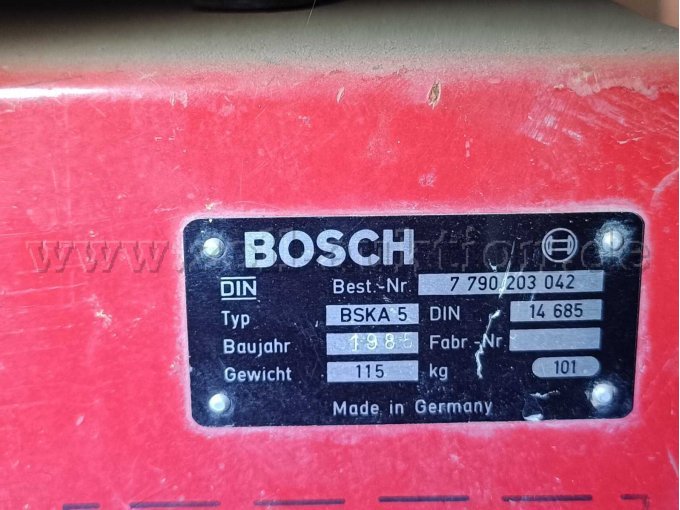 BOSCH
DIN Best.-Nr. 7 790 203 042
Typ BSKA 5 DIN 14 685
Baujahr 1985 Fabr.-Nr.
Gewicht 115 kg 101
Made in Germany